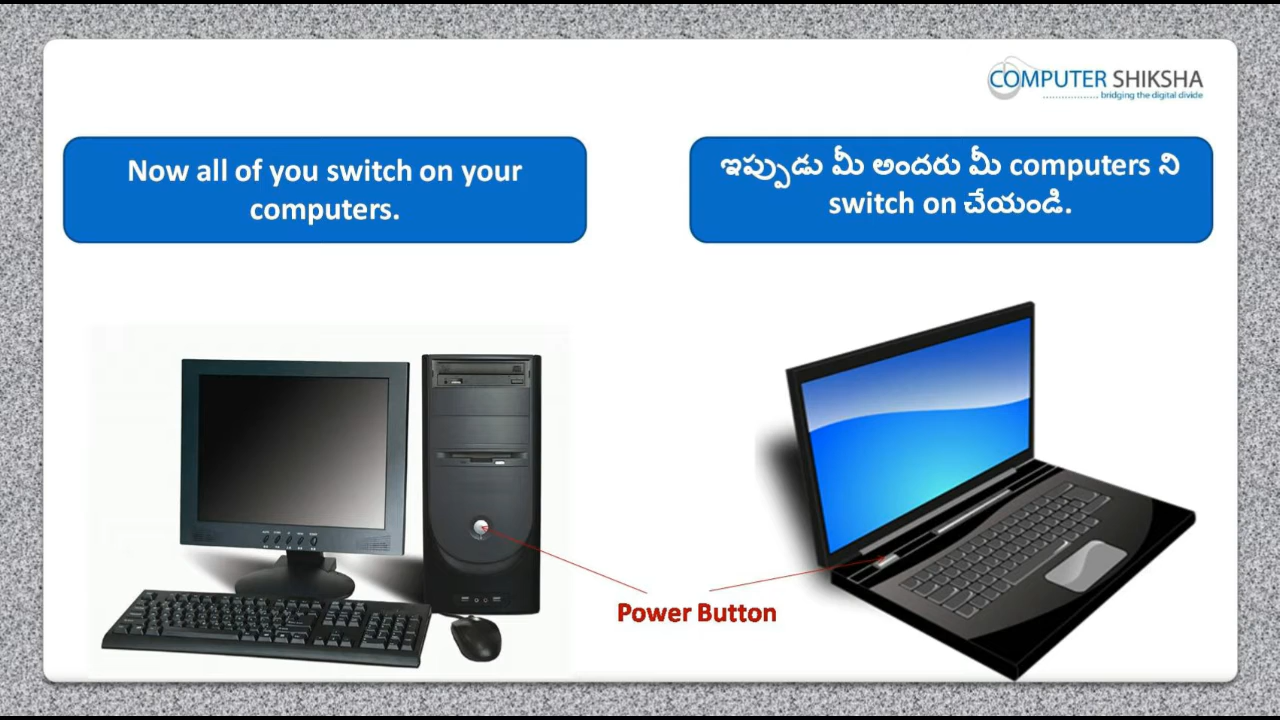 COMPUTER SHIKSHA
bridging the digital divide
Now all of you switch on your
computers.
ఇప్పుడు మీ అందరు మీ computers ని
switch on చేయండి.
Power Button